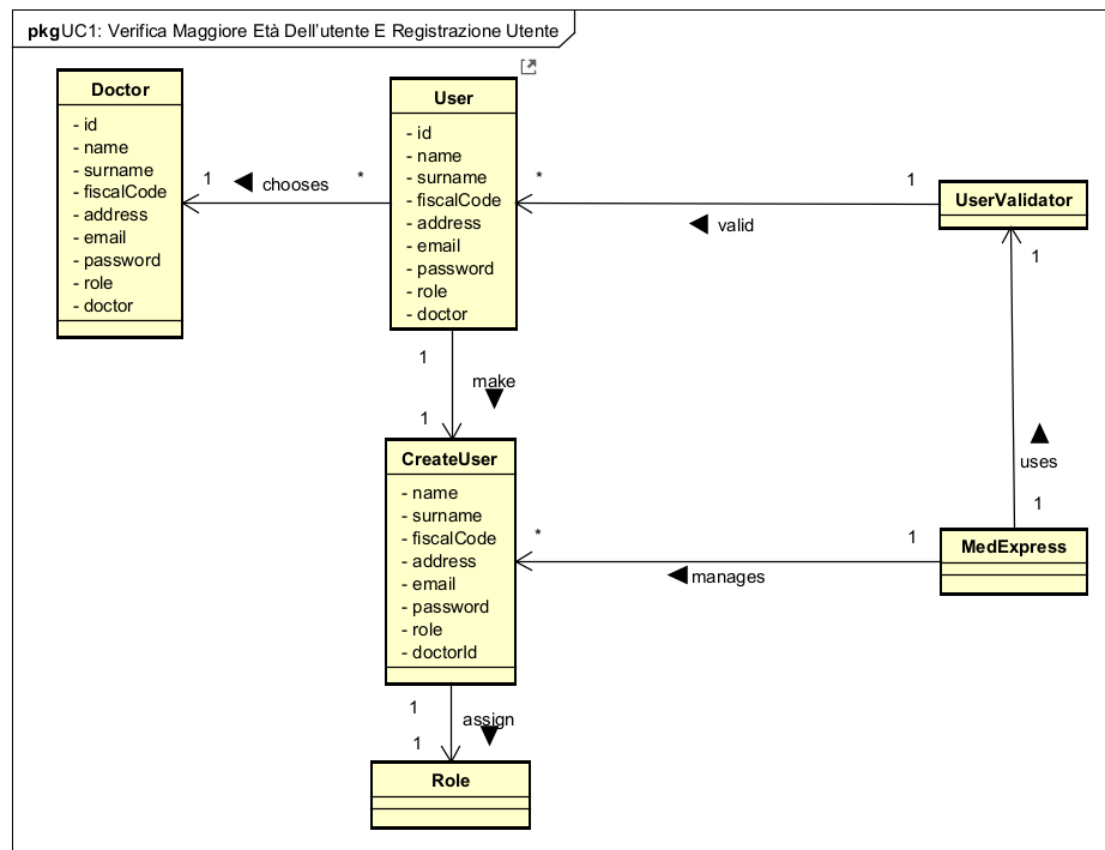 pkg UC1: Verifica Maggiore Età Dell'utente E Registrazione Utente
Doctor
- id
- name
- surname
- fiscalCode
- address
- email
- password
- role
- doctor
1
chooses
*
User
- id
- name
- surname
- fiscalCode
- address
- email
- password
- role
- doctor
*
valid
1
UserValidator
1
uses
1
1
make
1
CreateUser
- name
- surname
- fiscalCode
- address
- email
- password
- role
- doctorId
*
manages
1
MedExpress
1
assign
1
Role